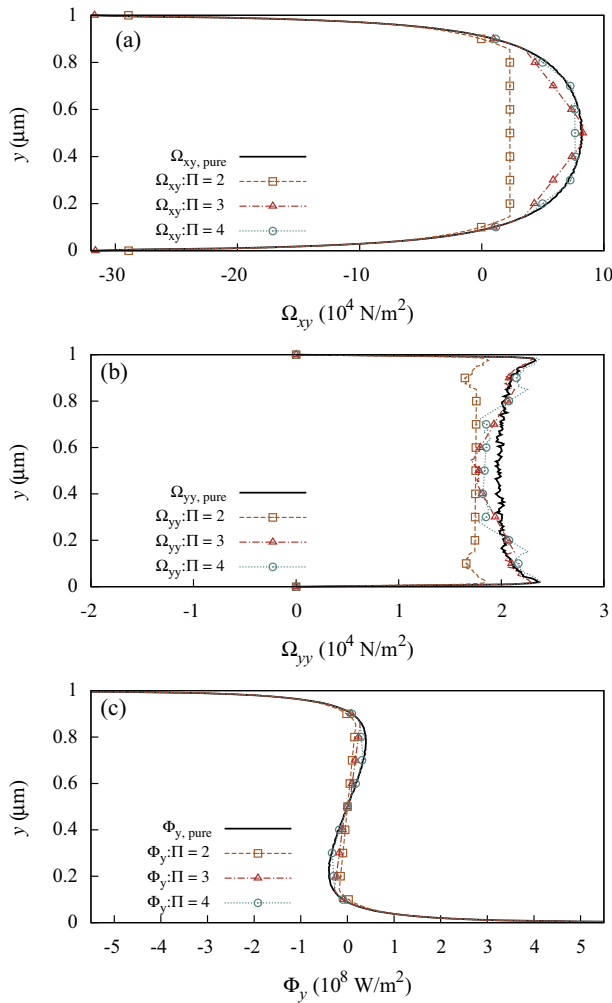 (a)
1
0.8
0.6
0.4
0.2
0
y (μm)
Ωxy, pure
Ωxy:Π = 2
Ωxy:Π = 3
Ωxy:Π = 4
-30 -20 -10 0 10
Ωxy (10⁴ N/m²)
(b)
1
0.8
0.6
0.4
0.2
0
y (μm)
Ωyy, pure
Ωyy:Π = 2
Ωyy:Π = 3
Ωyy:Π = 4
-2 -1 0 1 2 3
Ωyy (10⁴ N/m²)
(c)
1
0.8
0.6
0.4
0.2
0
y (μm)
Φy, pure
Φy:Π = 2
Φy:Π = 3
Φy:Π = 4
-5 -4 -3 -2 -1 0 1 2 3 4 5
Φy (10⁸ W/m²)